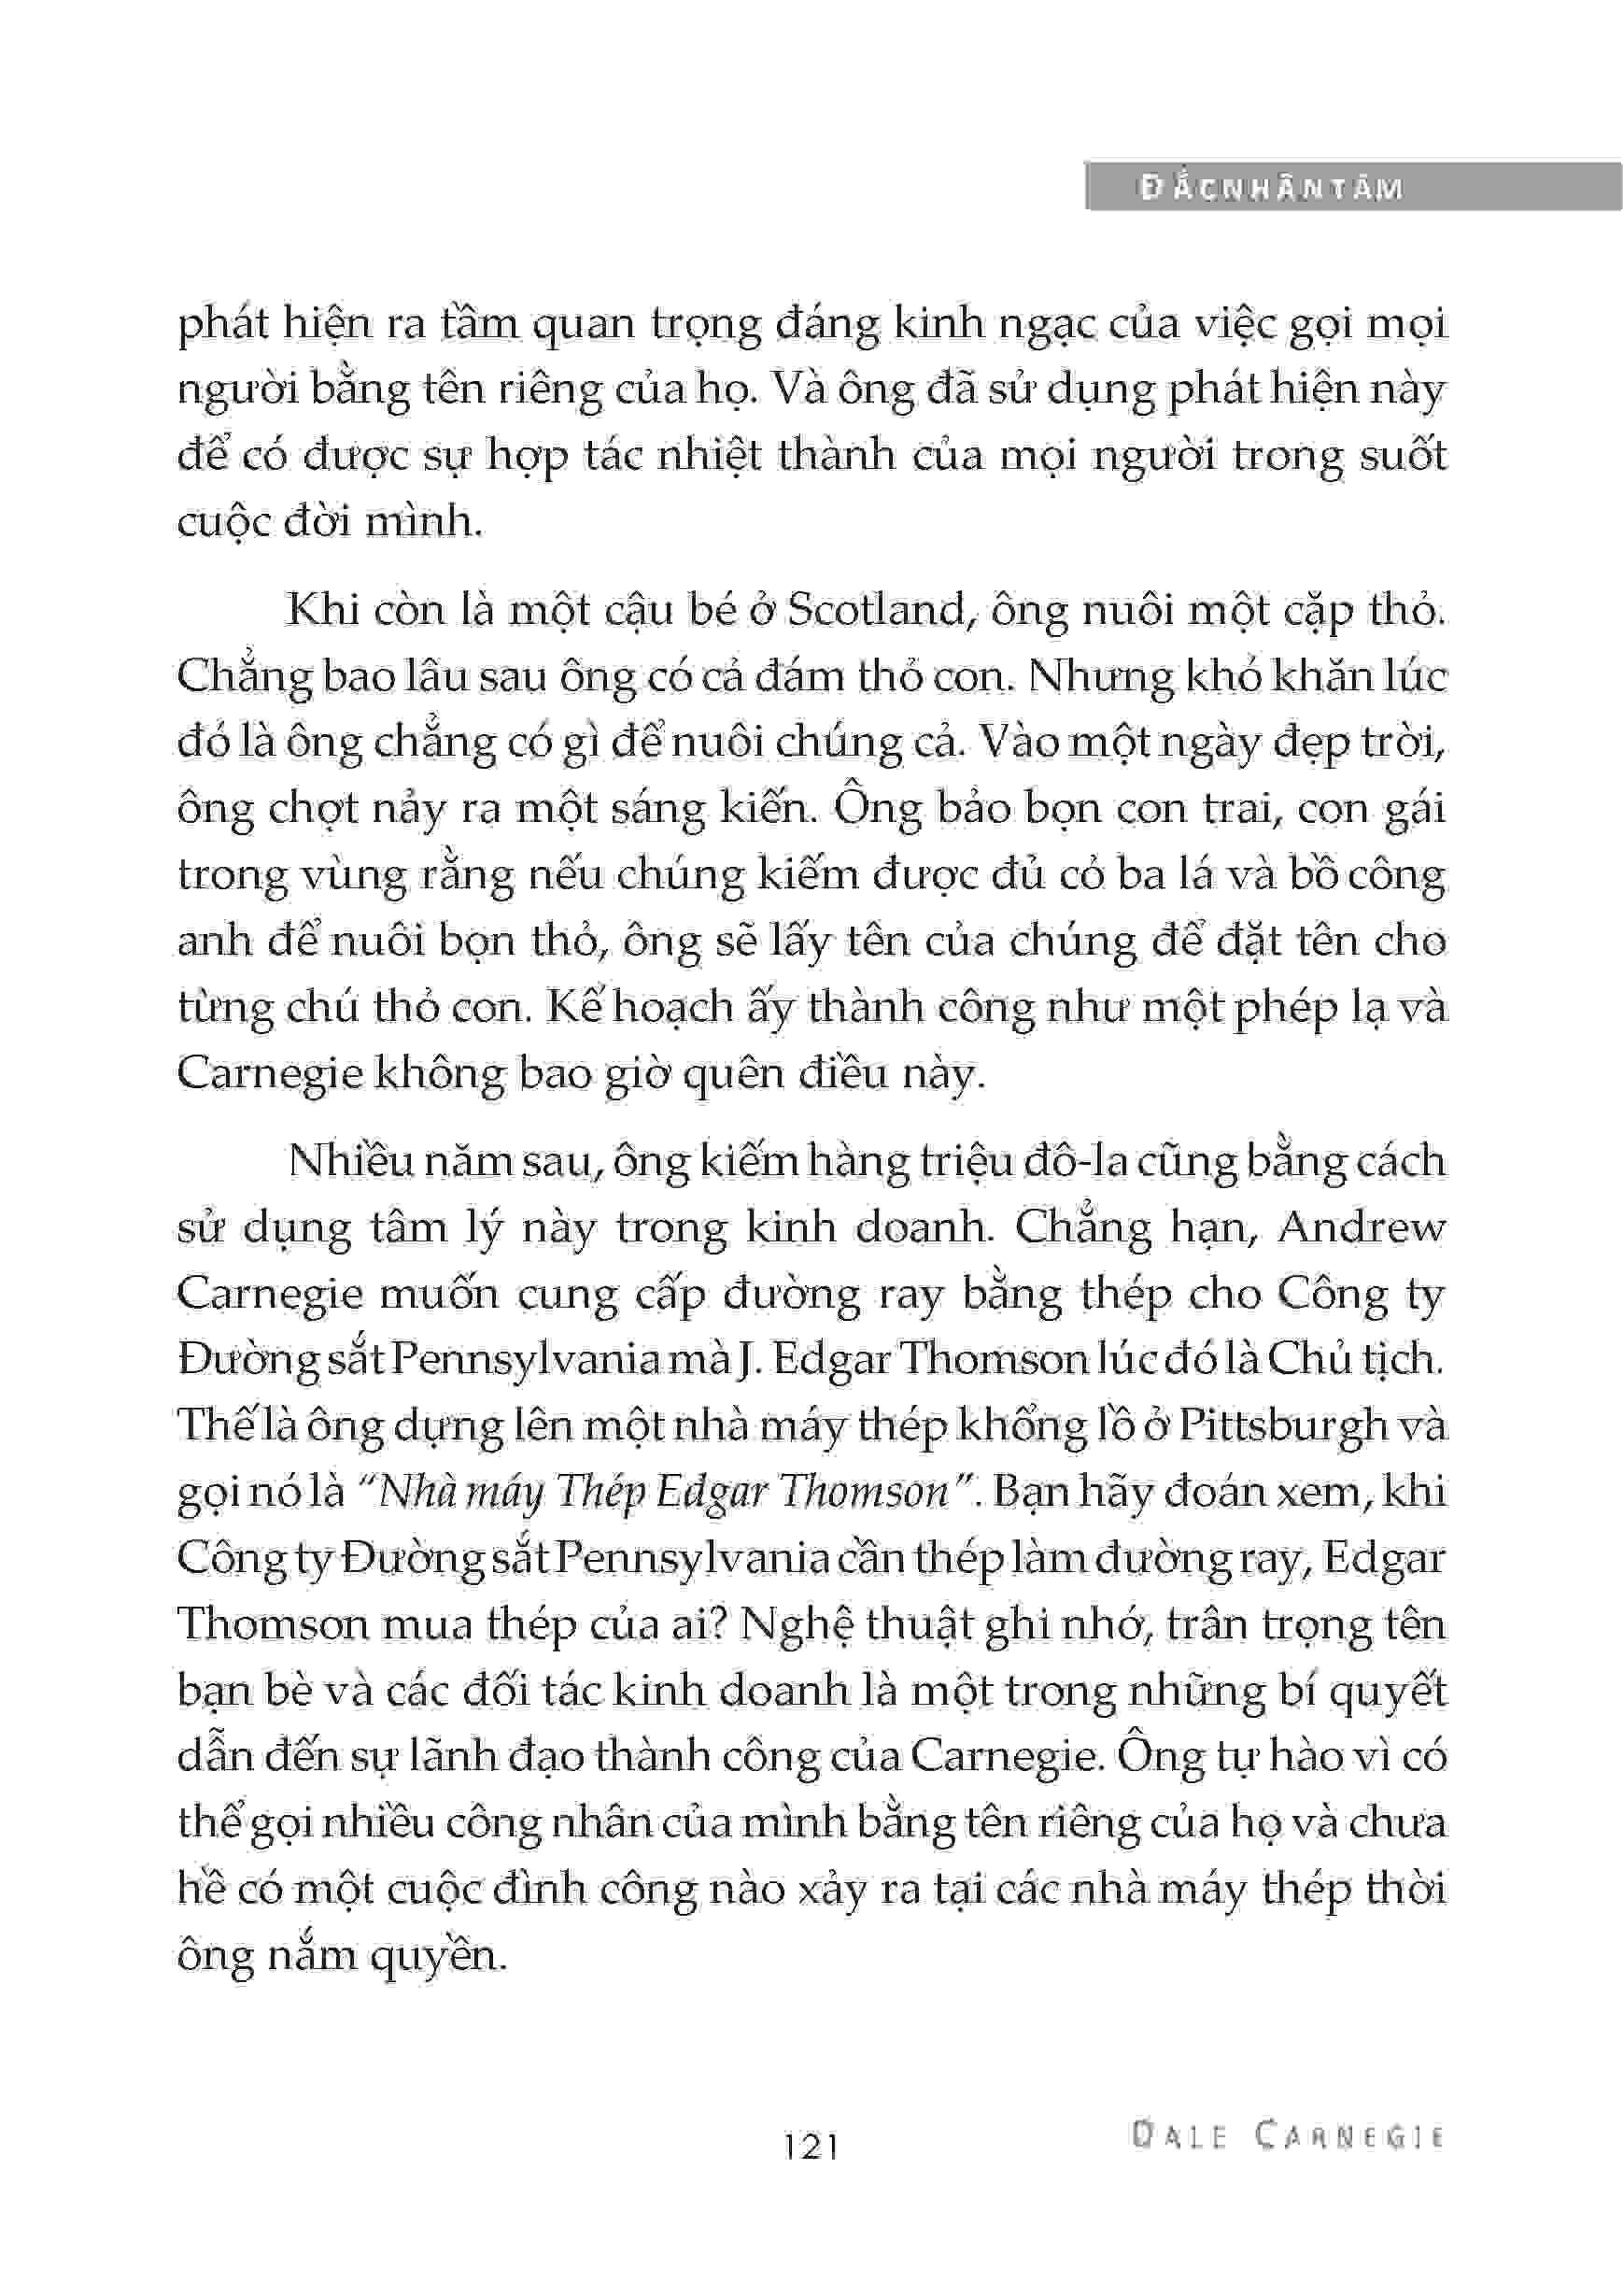 ĐẮCNHÂNTÂM
phát hiện ra tầm quan trọng đáng kinh ngạc của việc gọi mọi
người bằng tên riêng của họ. Và ông đã sử dụng phát hiện này
để có được sự hợp tác nhiệt thành của mọi người trong suốt
cuộc đời mình.
Khi còn là một cậu bé ở Scotland, ông nuôi một cặp thỏ.
Chẳng bao lâu sau ông có cả đám thỏ con. Nhưng khó khăn lúc
đó là ông chẳng có gì để nuôi chúng cả. Vào một ngày đẹp trời,
ông chợt nảy ra một sáng kiến. Ông bảo bọn con trai, con gái
trong vùng rằng nếu chúng kiếm được đủ cỏ ba lá và bồ công
anh để nuôi bọn thỏ, ông sẽ lấy tên của chúng để đặt tên cho
từng chú thỏ con. Kế hoạch ấy thành công như một phép lạ và
Carnegie không bao giờ quên điều này.
Nhiều năm sau, ông kiếm hàng triệu đô-la cũng bằng cách
sử dụng tâm lý này trong kinh doanh. Chẳng hạn, Andrew
Carnegie muốn cung cấp đường ray bằng thép cho Công ty
Đường sắt Pennsylvania mà J. Edgar Thomson lúc đó là Chủ tịch.
Thế là ông dựng lên một nhà máy thép khổng lồ ở Pittsburgh và
gọi nó là “Nhà máy Thép Edgar Thomson”. Bạn hãy đoán xem, khi
Công ty Đường sắt Pennsylvania cần thép làm đường ray, Edgar
Thomson mua thép của ai? Nghệ thuật ghi nhớ, trân trọng tên
bạn bè và các đối tác kinh doanh là một trong những bí quyết
dẫn đến sự lãnh đạo thành công của Carnegie. Ông tự hào vì có
thể gọi nhiều công nhân của mình bằng tên riêng của họ và chưa
hề có một cuộc đình công nào xảy ra tại các nhà máy thép thời
ông nắm quyền.
121
DALE CARNEGIE